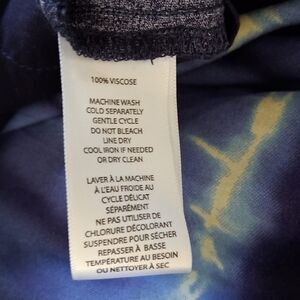 100% VISCOSE
MACHINE WASH
COLD SEPARATELY
GENTLE CYCLE
DO NOT BLEACH
LINE DRY
COOL IRON IF NEEDED
OR DRY CLEAN
LAVER À LA MACHINE
À L'EAU FROIDE AU
CYCLE DÉLICAT
SÉPARÉMENT
NE PAS UTILISER DE
CHLORURE DÉCOLORANT
SUSPENDRE POUR SÉCHER
REPASSER À BASSE
TEMPÉRATURE AU BESOIN
OU NETTOYER À SEC